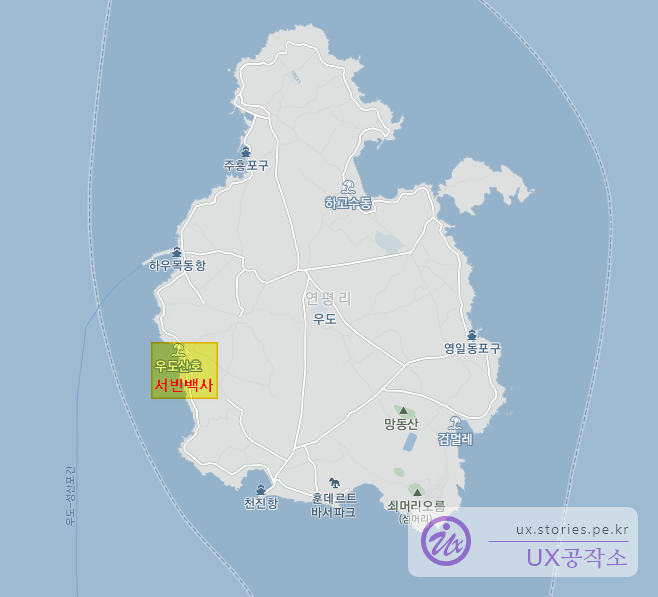 주흥포구
하고수동
하우목동항
연평리
우도
영일동포구
우도산호
서빈백사
망동산
검멀레
우도-성산포간
천진항
훈데르트
바서파크
쇠머리오름
(섬머리)
ux.stories.pe.kr
Ux
UX공작소